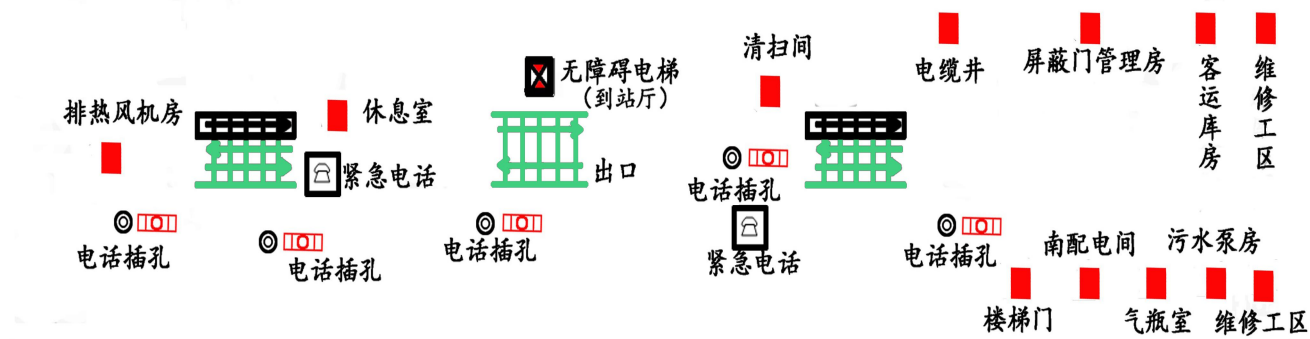 排热风机房
休息室
紧急电话
电话插孔
电话插孔
无障碍电梯
（到站厅）
出口
电话插孔
清扫间
电话插孔
紧急电话
电缆井
屏蔽门管理房
客运库房
维修工区
电话插孔
南配电间
污水泵房
楼梯门
气瓶室
维修工区